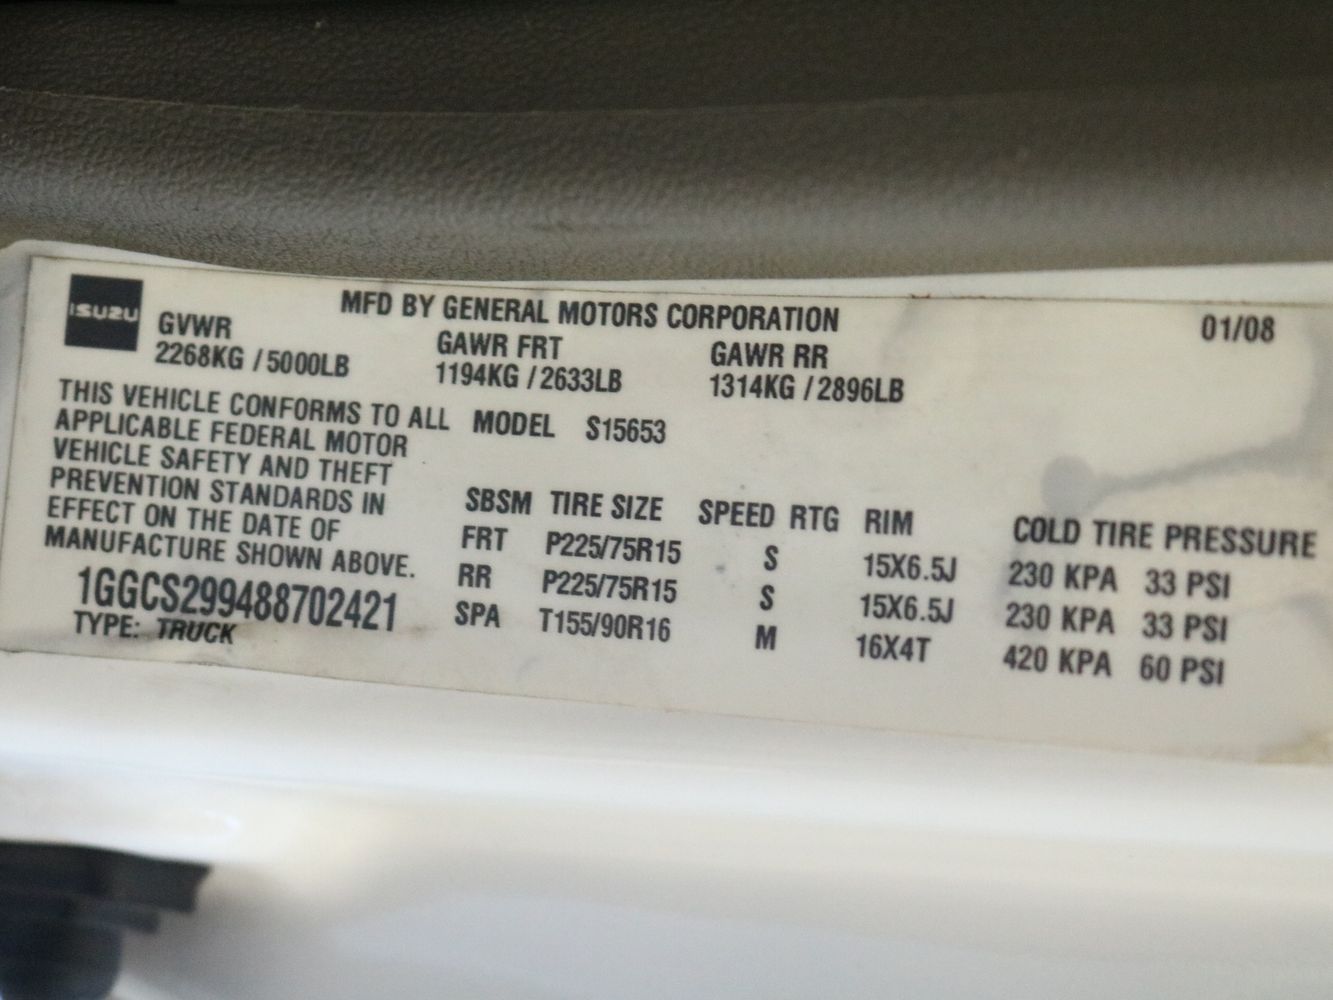 ISUZU
MFD BY GENERAL MOTORS CORPORATION 01/08
GVWR GAWR FRT GAWR RR
2268KG / 5000LB 1194KG / 2633LB 1314KG / 2896LB
THIS VEHICLE CONFORMS TO ALL
APPLICABLE FEDERAL MOTOR
VEHICLE SAFETY AND THEFT
PREVENTION STANDARDS IN
EFFECT ON THE DATE OF
MANUFACTURE SHOWN ABOVE.
1GGCS299488702421
TYPE: TRUCK
MODEL S15653
SBSM TIRE SIZE SPEED RTG RIM COLD TIRE PRESSURE
FRT P225/75R15 S 15X6.5J 230 KPA 33 PSI
RR P225/75R15 S 15X6.5J 230 KPA 33 PSI
SPA T155/90R16 M 16X4T 420 KPA 60 PSI